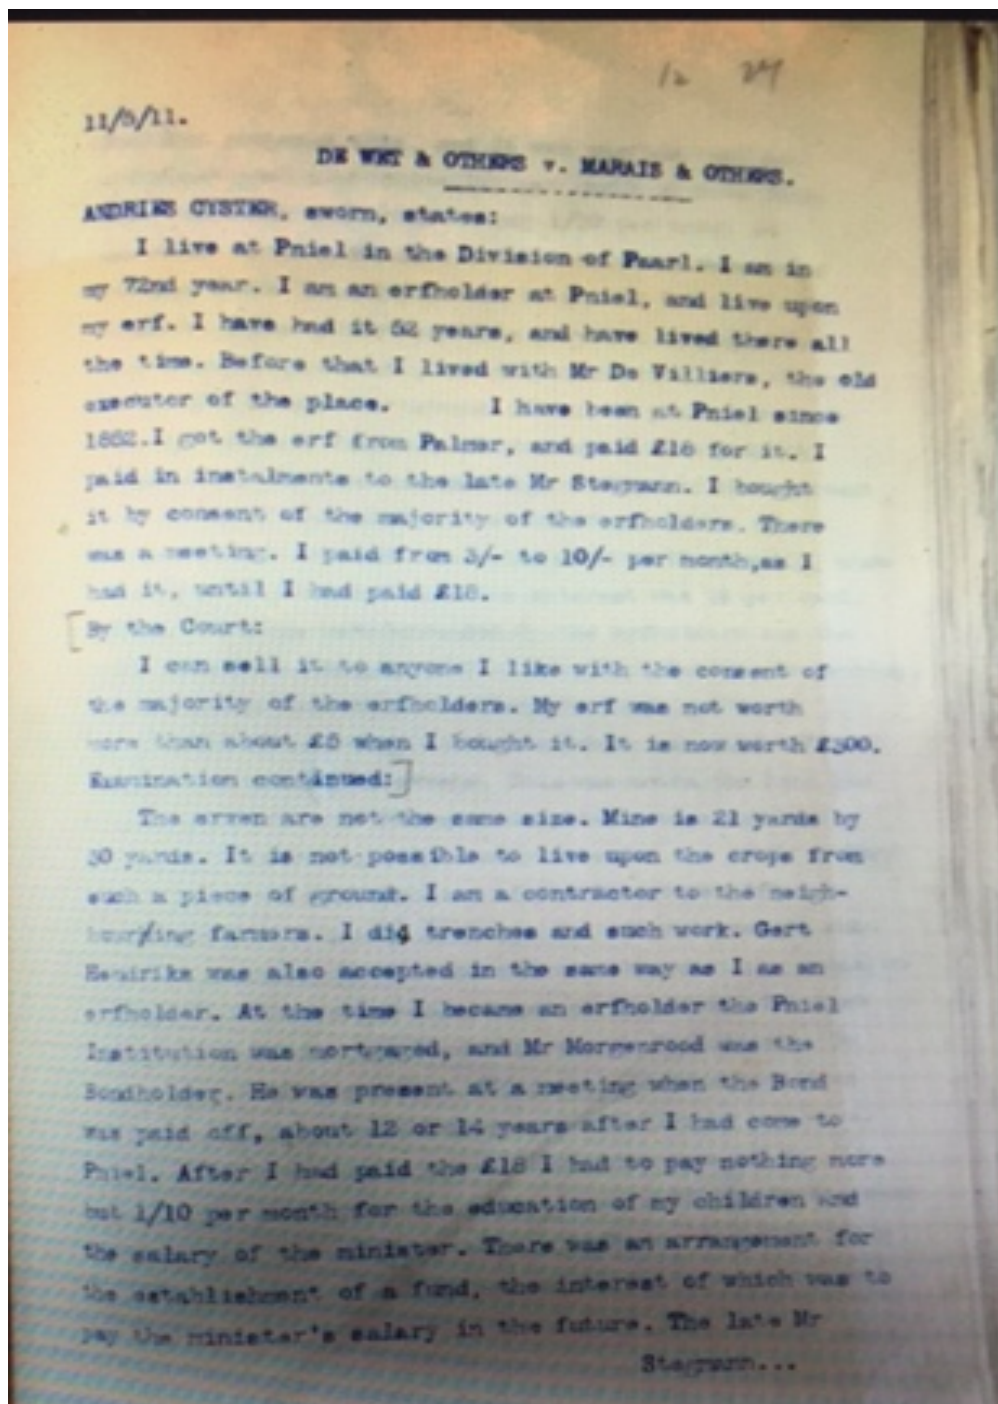 12 27
11/5/11.
DE WET & OTHERS v. MARAIS & OTHERS.
ANDRIES CYSTER, sworn, states:
I live at Pniel in the Division of Paarl. I am in
my 72nd year. I am an erfholder at Pniel, and live upon
my erf. I have had it 52 years, and have lived there all
the time. Before that I lived with Mr De Villiers, the old
executor of the place. I have been at Pniel since
1852. I got the erf from Palmer, and paid £18 for it. I
paid in instalments to the late Mr Stegmann. I bought
it by consent of the majority of the erfholders. There
was a meeting. I paid from 3/- to 10/- per month,as I
had it, until I had paid £18.
[By the Court:
I can sell it to anyone I like with the consent of
the majority of the erfholders. My erf was not worth
more than about when I bought it. It is now worth £300.
Examination continued:]
The erven are not the same size. Mine is 21 yards by
30 yards. It is not possible to live upon the crops from
such a piece of ground. I am a contractor to the neigh-
bouring farmers. I did trenches and such work. Gert
Hendriks was also accepted in the same way as I as an
erfholder. At the time I became an erfholder the Pniel
Institution was mortgaged, and Mr Morgenrood was the
Bondholder. He was present at a meeting when the Bond
was paid off, about 12 or 14 years after I had come to
Pniel. After I had paid the £18 I had to pay nothing more
but 1/10 per month for the education of my children and
the salary of the minister. There was an arrangement for
the establishment of a fund, the interest of which was to
pay the minister's salary in the future. The late Mr
Stegmann...